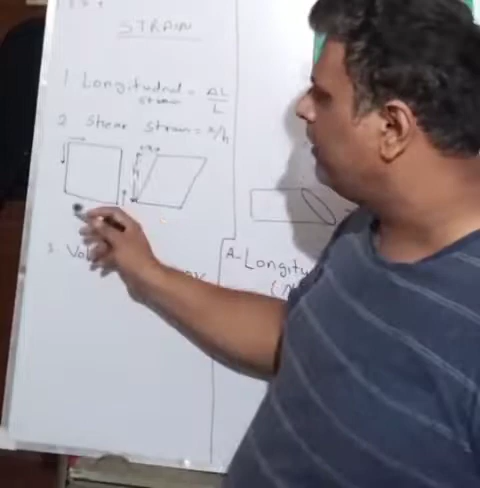 STRAIN
1 Longitudnal = ΔL/L
strain
2 Shear strain = x/h
3. Vol
A- Longitu